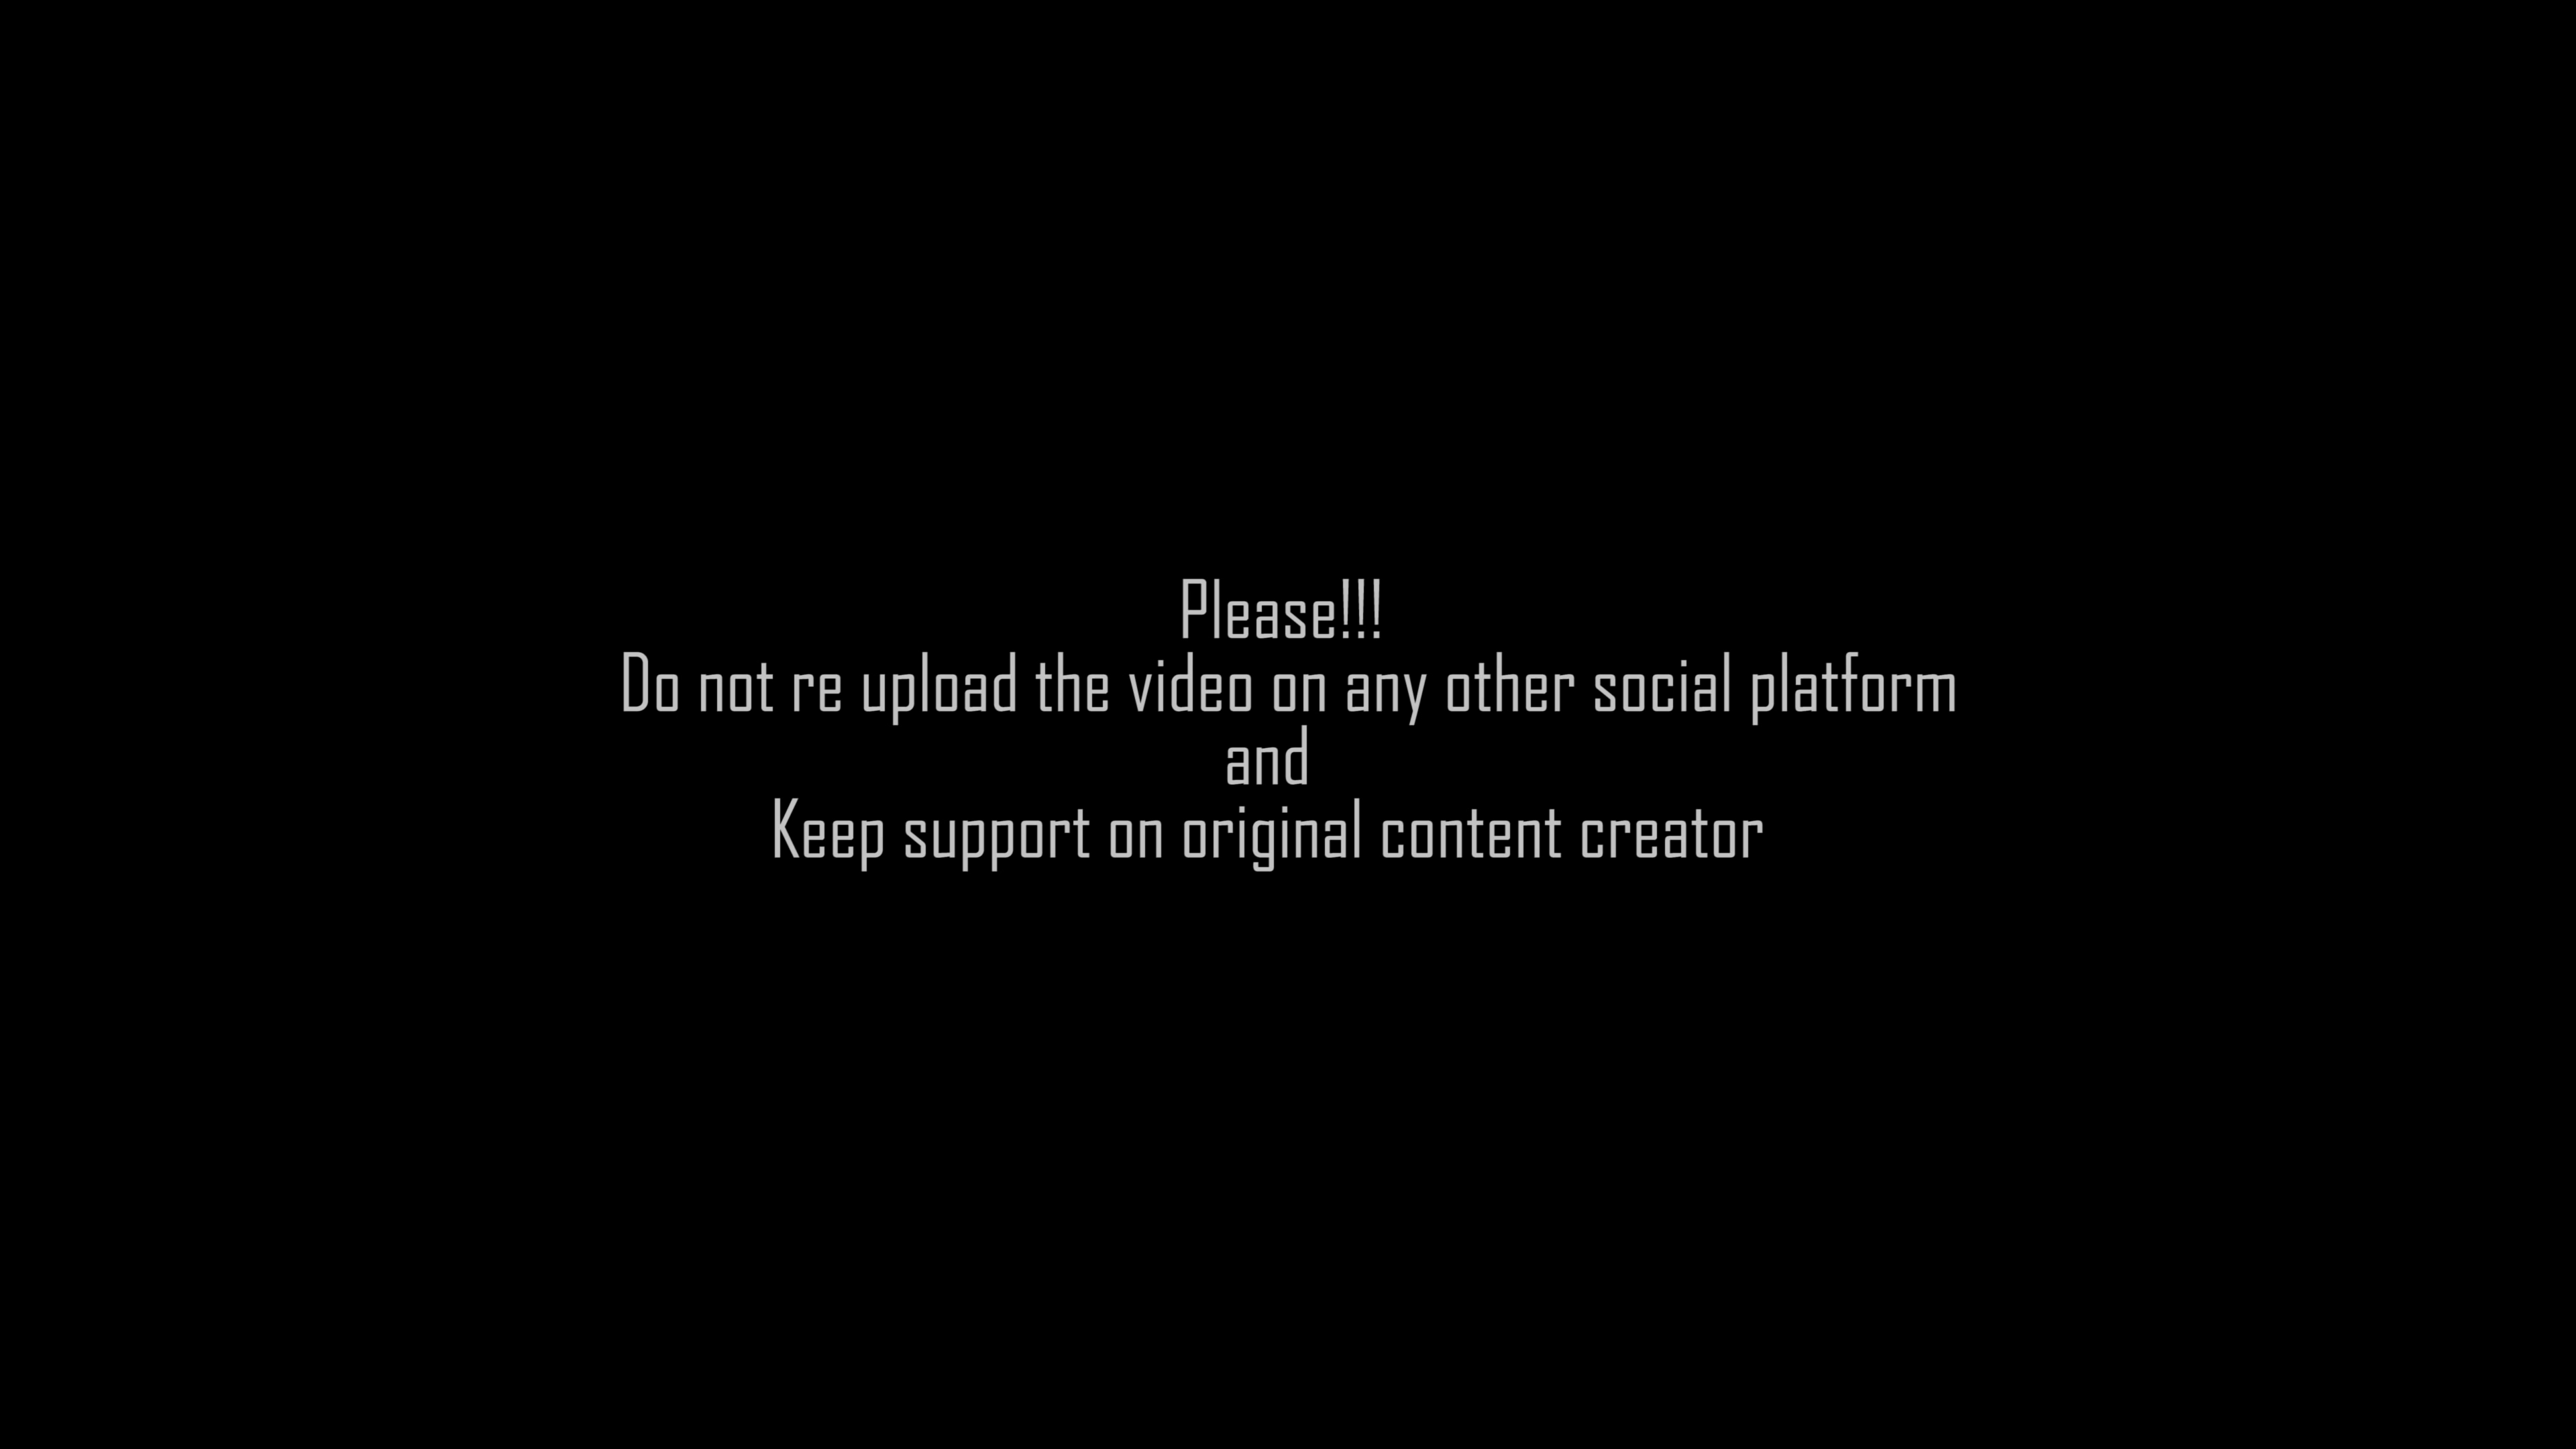 Please!!!
Do not re upload the video on any other social platform
and
Keep support on original content creator